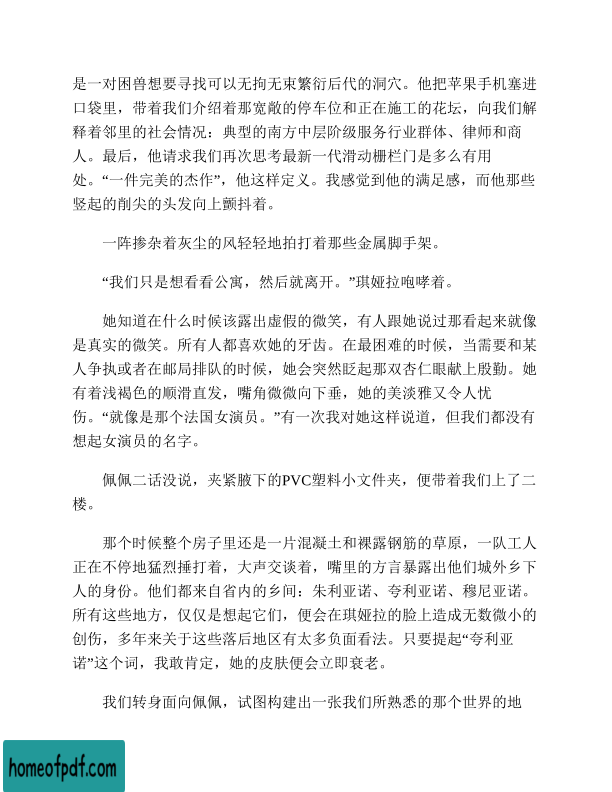 是一对困兽想要寻找可以无拘无束繁衍后代的洞穴。他把苹果手机塞进
口袋里，带着我们介绍着那宽敞的停车位和正在施工的花坛，向我们解
释着邻里的社会情况：典型的南方中层阶级服务行业群体、律师和商
人。最后，他请求我们再次思考最新一代滑动栅栏门是多么有用
处。“一件完美的杰作”，他这样定义。我感觉到他的满足感，而他那些
竖起的削尖的头发向上颤抖着。
一阵掺杂着灰尘的风轻轻地拍打着那些金属脚手架。
“我们只是想看看公寓，然后就离开。”琪娅拉咆哮着。
她知道在什么时候该露出虚假的微笑，有人跟她说过那看起来就像
是真实的微笑。所有人都喜欢她的牙齿。在最困难的时候，当需要和某
人争执或者在邮局排队的时候，她会突然眨起那双杏仁眼献上殷勤。她
有着浅褐色的顺滑直发，嘴角微微向下垂，她的美淡雅又令人忧
伤。“就像是那个法国女演员。”有一次我对她这样说道，但我们都没有
想起女演员的名字。
佩佩二话没说，夹紧腋下的PVC塑料小文件夹，便带着我们上了二
楼。
那个时候整个房子里还是一片混凝土和裸露钢筋的草原，一队工人
正在不停地猛烈捶打着，大声交谈着，嘴里的方言暴露出他们城外乡下
人的身份。他们都来自省内的乡间：朱利亚诺、夸利亚诺、穆尼亚诺。
所有这些地方，仅仅是想起它们，便会在琪娅拉的脸上造成无数微小的
创伤，多年来关于这些落后地区有太多负面看法。只要提起“夸利亚
诺”这个词，我敢肯定，她的皮肤便会立即衰老。
我们转身面向佩佩，试图构建出一张我们所熟悉的那个世界的地
homeofpdf.com